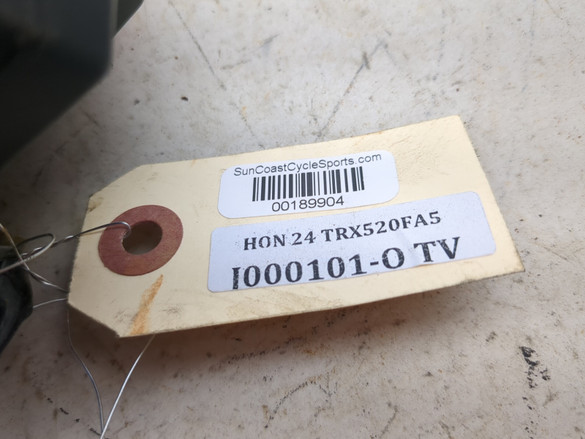 SunCoastCycleSports.com
00189904
HON 24 TRX520FA5
I000101-O TV